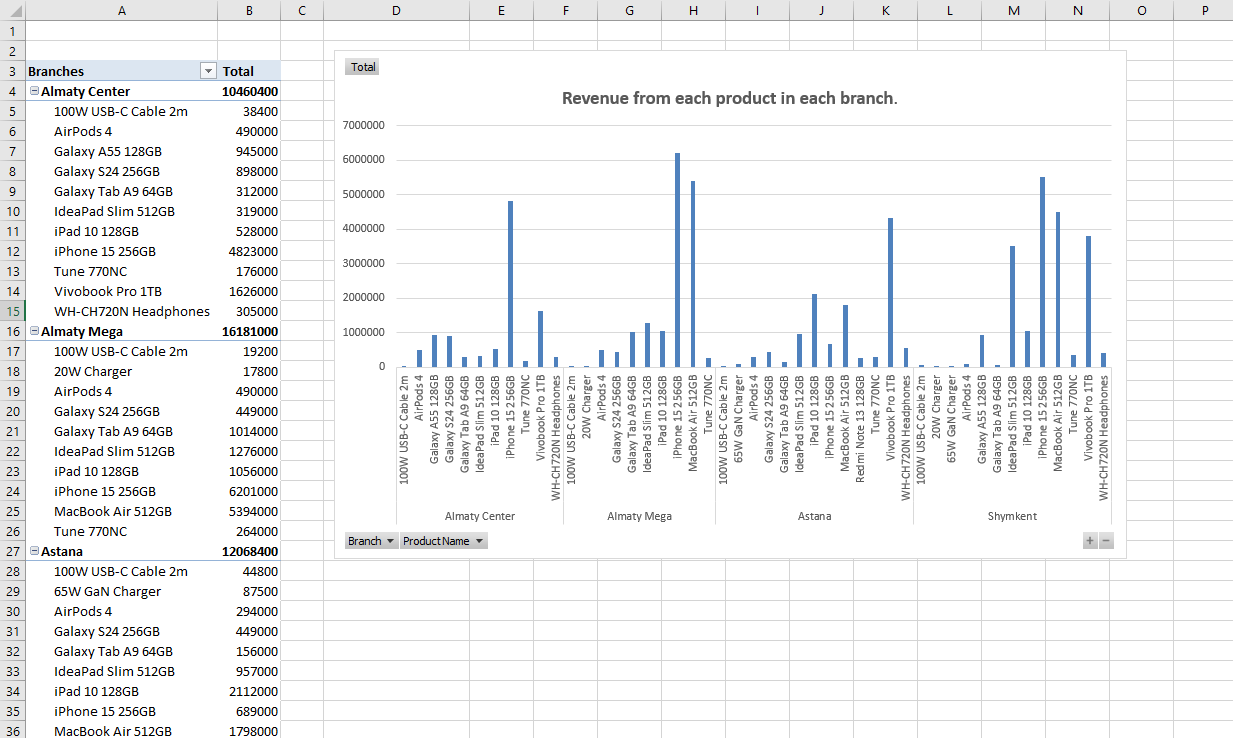 A B C D E F G H I J K L M N O P
1
2
3 Branches Total
4 Almaty Center 10460400
5 100W USB-C Cable 2m 38400
6 AirPods 4 490000
7 Galaxy A55 128GB 945000
8 Galaxy S24 256GB 898000
9 Galaxy Tab A9 64GB 312000
10 IdeaPad Slim 512GB 319000
11 iPad 10 128GB 528000
12 iPhone 15 256GB 4823000
13 Tune 770NC 176000
14 Vivobook Pro 1TB 1626000
15 WH-CH720N Headphones 305000
16 Almaty Mega 16181000
17 100W USB-C Cable 2m 19200
18 20W Charger 17800
19 AirPods 4 490000
20 Galaxy S24 256GB 449000
21 Galaxy Tab A9 64GB 1014000
22 IdeaPad Slim 512GB 1276000
23 iPad 10 128GB 1056000
24 iPhone 15 256GB 6201000
25 MacBook Air 512GB 5394000
26 Tune 770NC 264000
27 Astana 12068400
28 100W USB-C Cable 2m 44800
29 65W GaN Charger 87500
30 AirPods 4 294000
31 Galaxy S24 256GB 449000
32 Galaxy Tab A9 64GB 156000
33 IdeaPad Slim 512GB 957000
34 iPad 10 128GB 2112000
35 iPhone 15 256GB 689000
36 MacBook Air 512GB 1798000
Total
Revenue from each product in each branch.
7000000
6000000
5000000
4000000
3000000
2000000
1000000
0
100W USB-C Cable 2m
AirPods 4
Galaxy A55 128GB
Galaxy S24 256GB
Galaxy Tab A9 64GB
IdeaPad Slim 512GB
iPad 10 128GB
iPhone 15 256GB
Tune 770NC
Vivobook Pro 1TB
WH-CH720N Headphones
100W USB-C Cable 2m
20W Charger
AirPods 4
Galaxy S24 256GB
Galaxy Tab A9 64GB
IdeaPad Slim 512GB
iPad 10 128GB
iPhone 15 256GB
MacBook Air 512GB
Tune 770NC
100W USB-C Cable 2m
65W GaN Charger
AirPods 4
Galaxy S24 256GB
Galaxy Tab A9 64GB
IdeaPad Slim 512GB
iPad 10 128GB
iPhone 15 256GB
MacBook Air 512GB
Redmi Note 13 128GB
Tune 770NC
Vivobook Pro 1TB
WH-CH720N Headphones
100W USB-C Cable 2m
20W Charger
65W GaN Charger
AirPods 4
Galaxy A55 128GB
Galaxy Tab A9 64GB
IdeaPad Slim 512GB
iPad 10 128GB
iPhone 15 256GB
MacBook Air 512GB
Tune 770NC
Vivobook Pro 1TB
WH-CH720N Headphones
Almaty Center Almaty Mega Astana Shymkent
Branch ProductName + −